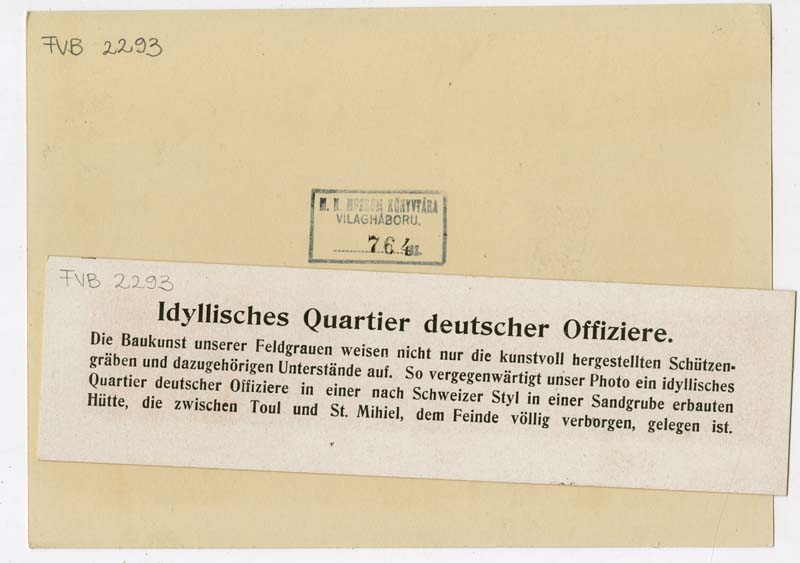 FVB 2293
M. N. MUZEUM KÖNYVTÁRA
VILÁGHÁBORU.
764 sz.
FVB 2293
Idyllisches Quartier deutscher Offiziere.
Die Baukunst unserer Feldgrauen weisen nicht nur die kunstvoll hergestellten Schützen-
gräben und dazugehörigen Unterstände auf. So vergegenwärtigt unser Photo ein idyllisches
Quartier deutscher Offiziere in einer nach Schweizer Styl in einer Sandgrube erbauten
Hütte, die zwischen Toul und St. Mihiel, dem Feinde völlig verborgen, gelegen ist.